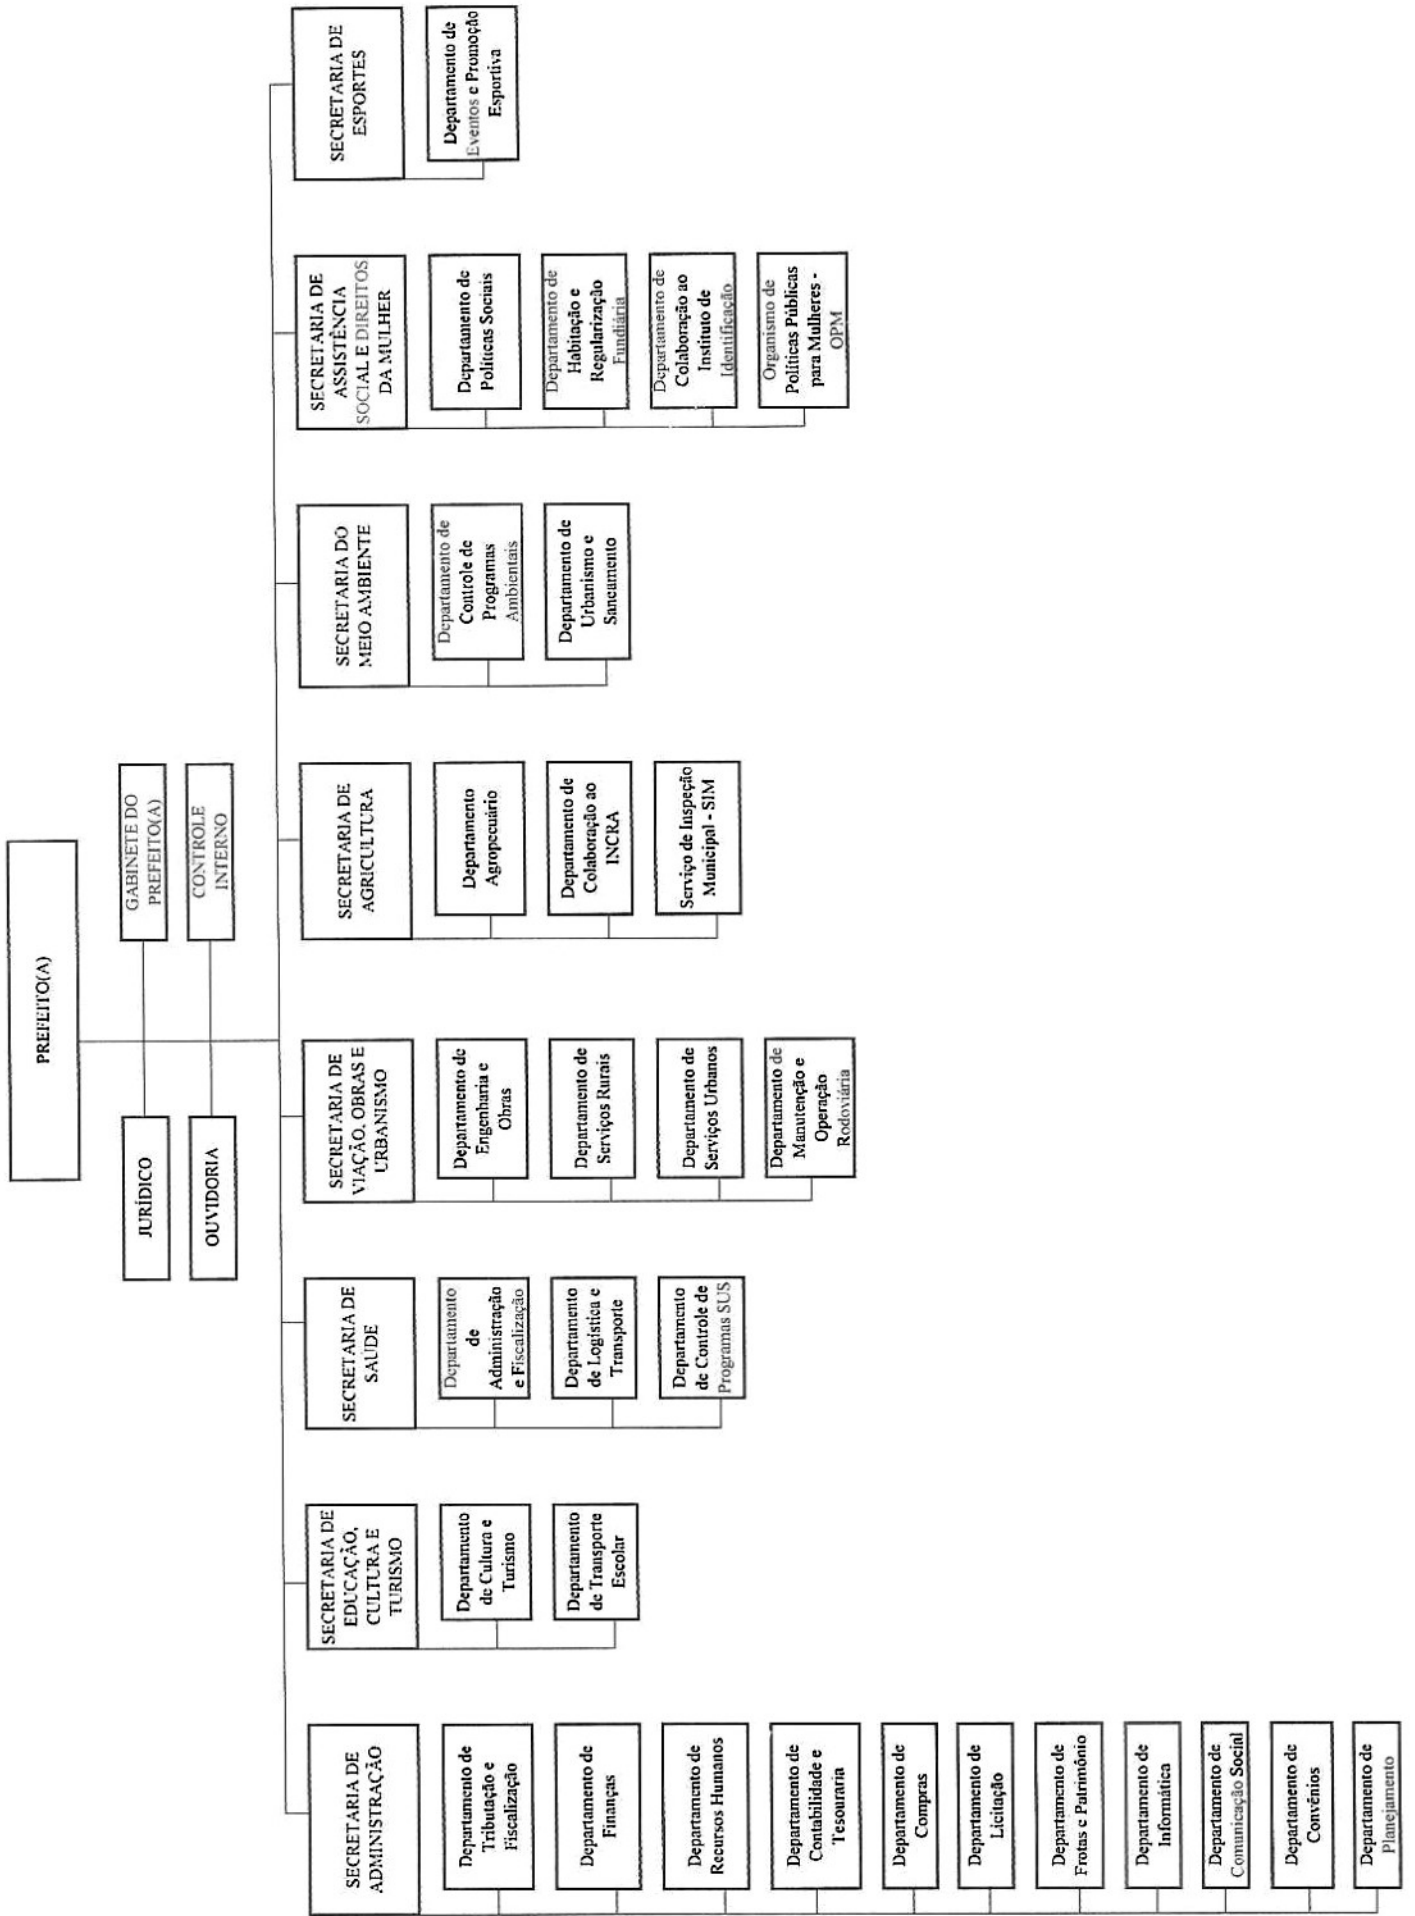 PREFEITO(A)
JURÍDICO
GABINETE DO
PREFEITO(A)
OUVIDORIA
CONTROLE
INTERNO
SECRETARIA DE
ADMINISTRAÇÃO
Departamento de
Tributação e
Fiscalização
Departamento de
Finanças
Departamento de
Recursos Humanos
Departamento de
Contabilidade e
Tesouraria
Departamento de
Compras
Departamento de
Licitação
Departamento de
Frotas e Patrimônio
Departamento de
Informática
Departamento de
Comunicação Social
Departamento de
Convênios
Departamento de
Planejamento
SECRETARIA DE
EDUCAÇÃO,
CULTURA E
TURISMO
Departamento
de Cultura e
Turismo
Departamento
de Transporte
Escolar
SECRETARIA DE
SAÚDE
Departamento
de
Administração
e Fiscalização
Departamento
de Logística e
Transporte
Departamento
de Controle de
Programas SUS
SECRETARIA DE
VIAÇÃO, OBRAS E
URBANISMO
Departamento de
Engenharia e
Obras
Departamento de
Serviços Rurais
Departamento de
Serviços Urbanos
Departamento de
Manutenção e
Operação
Rodoviária
SECRETARIA DE
AGRICULTURA
Departamento
Agropecuário
Departamento de
Colaboração ao
INCRA
Serviço de Inspeção
Municipal - SIM
SECRETARIA DO
MEIO AMBIENTE
Departamento de
Controle de
Programas
Ambientais
Departamento de
Urbanismo e
Saneamento
SECRETARIA DE
ASSISTÊNCIA
SOCIAL E DIREITOS
DA MULHER
Departamento de
Políticas Sociais
Departamento de
Habitação e
Regularização
Fundiária
Departamento de
Colaboração ao
Instituto de
Identificação
Organismo de
Políticas Públicas
para Mulheres -
OPM
SECRETARIA DE
ESPORTES
Departamento de
Eventos e Promoção
Esportiva